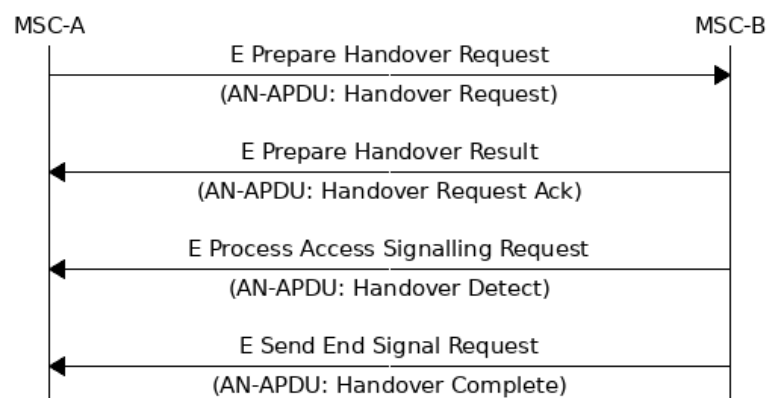 MSC-A
MSC-B
E Prepare Handover Request
(AN-APDU: Handover Request)
E Prepare Handover Result
(AN-APDU: Handover Request Ack)
E Process Access Signalling Request
(AN-APDU: Handover Detect)
E Send End Signal Request
(AN-APDU: Handover Complete)